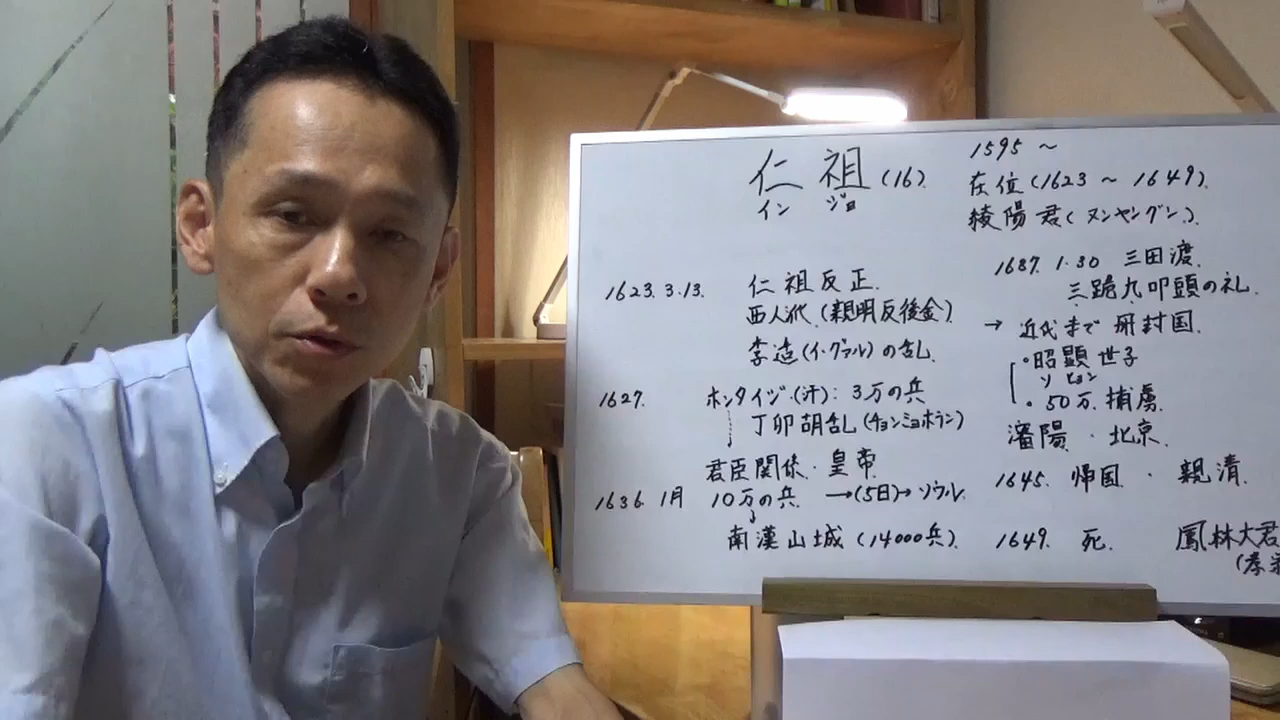 仁祖(16)
イン ジョ
1595 ~
在位(1623 ~ 1649)
綾陽君(ヌンヤングン)
1623.3.13. 仁祖反正.
西人派(親明反後金)
李适(イ・グァル)の乱.
1627. ホンタイジ(汗): 3万の兵
丁卯胡乱(チョンミョホラン)
君臣関係・皇帝
1636 1月 10万の兵 →(5日)→ ソウル.
↓
南漢山城(14000兵).
1637. 1.30 三田渡.
三跪九叩頭の礼.
→ 近代まで冊封国.
・昭顕世子
ソヒョン
・50万 捕虜.
瀋陽・北京.
1645. 帰国・親清.
1649. 死. 鳳林大君
(孝